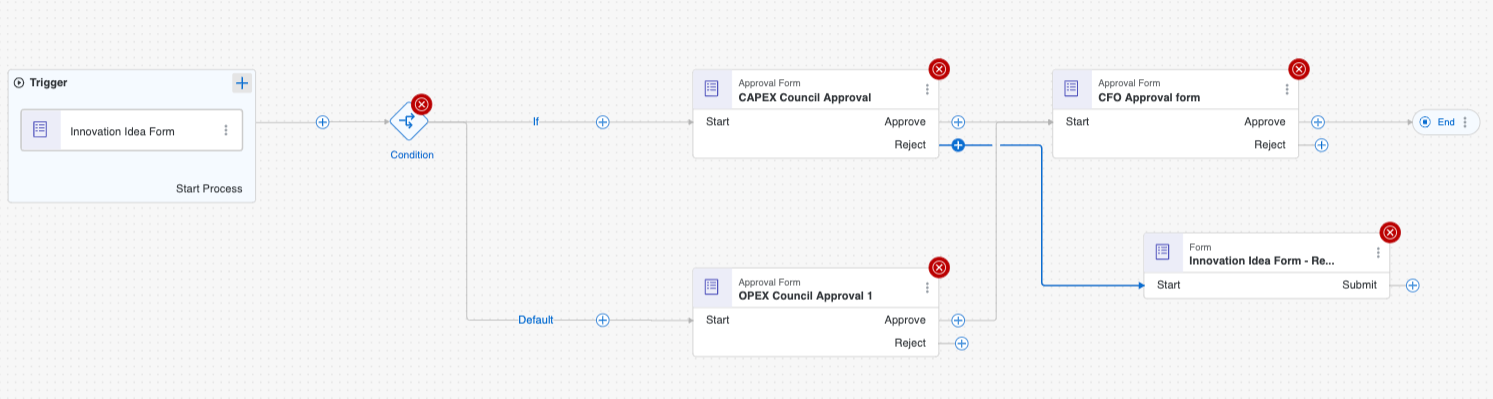 Trigger
Innovation Idea Form
Start Process
Condition
If
Default
Approval Form
CAPEX Council Approval
Start
Approve
Reject
Approval Form
OPEX Council Approval 1
Start
Approve
Reject
Approval Form
CFO Approval form
Start
Approve
Reject
End
Form
Innovation Idea Form - Re...
Start
Submit